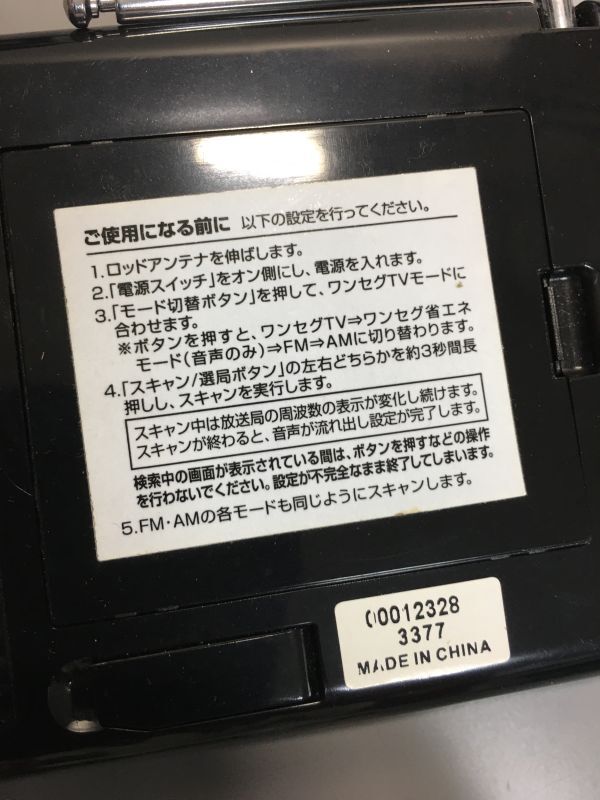 ご使用になる前に 以下の設定を行ってください。
1.ロッドアンテナを伸ばします。
2.「電源スイッチ」をオン側にし、電源を入れます。
3.「モード切替ボタン」を押して、ワンセグTVモードに
合わせます。
※ボタンを押すと、ワンセグTV⇒ワンセグ省エネ
モード(音声のみ)⇒FM⇒AMに切り替わります。
4.「スキャン/選局ボタン」の左右どちらかを約3秒間長
押しし、スキャンを実行します。
スキャン中は放送局の周波数の表示が変化し続けます。
スキャンが終わると、音声が流れ出し設定が完了します。
検索中の画面が表示されている間は、ボタンを押すなどの操作
を行わないでください。設定が不完全なまま終了してしまいます。
5.FM・AMの各モードも同じようにスキャンします。
00012328
3377
MADE IN CHINA